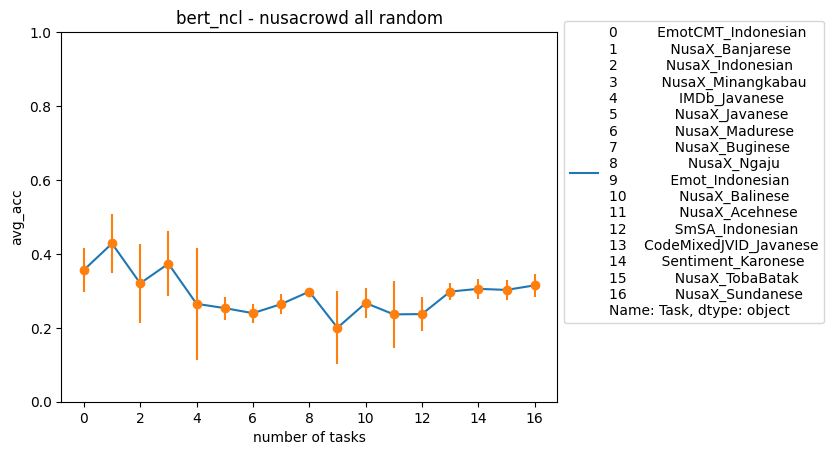 bert_ncl - nusacrowd all random
1.0
0.8
0.6
0.4
0.2
0.0
avg_acc
0 2 4 6 8 10 12 14 16
number of tasks
0 EmotCMT_Indonesian
1 NusaX_Banjarese
2 NusaX_Indonesian
3 NusaX_Minangkabau
4 IMDb_Javanese
5 NusaX_Javanese
6 NusaX_Madurese
7 NusaX_Buginese
8 NusaX_Ngaju
9 Emot_Indonesian
10 NusaX_Balinese
11 NusaX_Acehnese
12 SmSA_Indonesian
13 CodeMixedJVID_Javanese
14 Sentiment_Karonese
15 NusaX_TobaBatak
16 NusaX_Sundanese
Name: Task, dtype: object